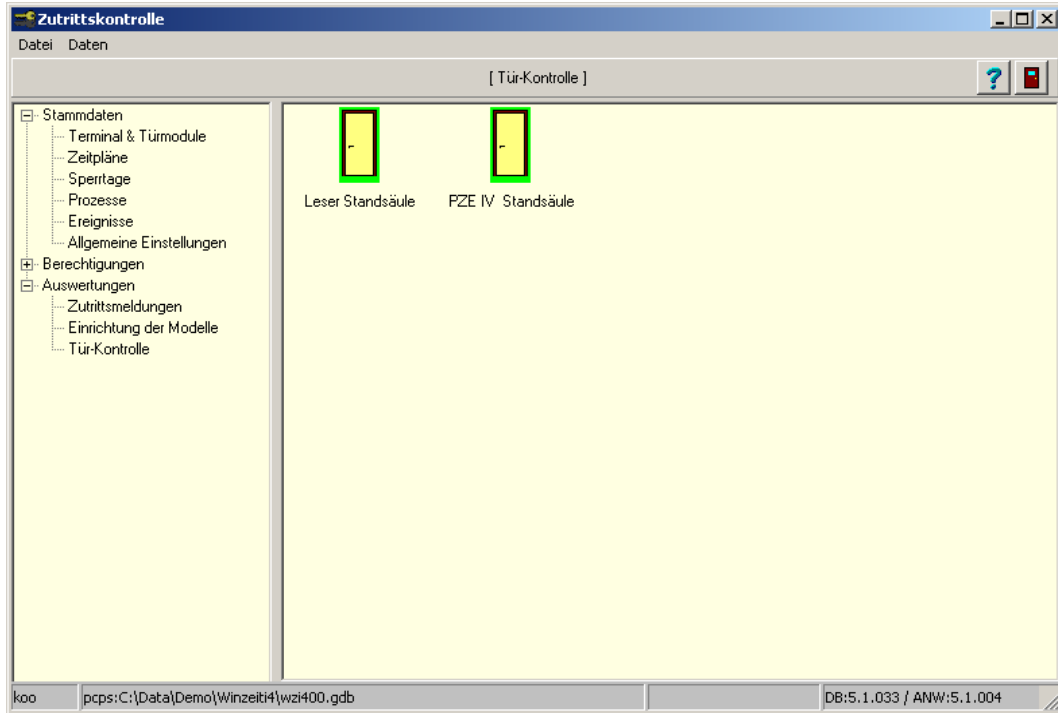 Zutrittskontrolle
Datei Daten
[ Tür-Kontrolle ]
Stammdaten
Terminal & Türmodule
Zeitpläne
Sperrtage
Prozesse
Ereignisse
Allgemeine Einstellungen
Berechtigungen
Auswertungen
Zutrittsmeldungen
Einrichtung der Modelle
Tür-Kontrolle
Leser Standsäule PZE IV Standsäule
koo pcps:C:\Data\Demo\Winzeiti4\wzi400.gdb DB:5.1.033 / ANW:5.1.004